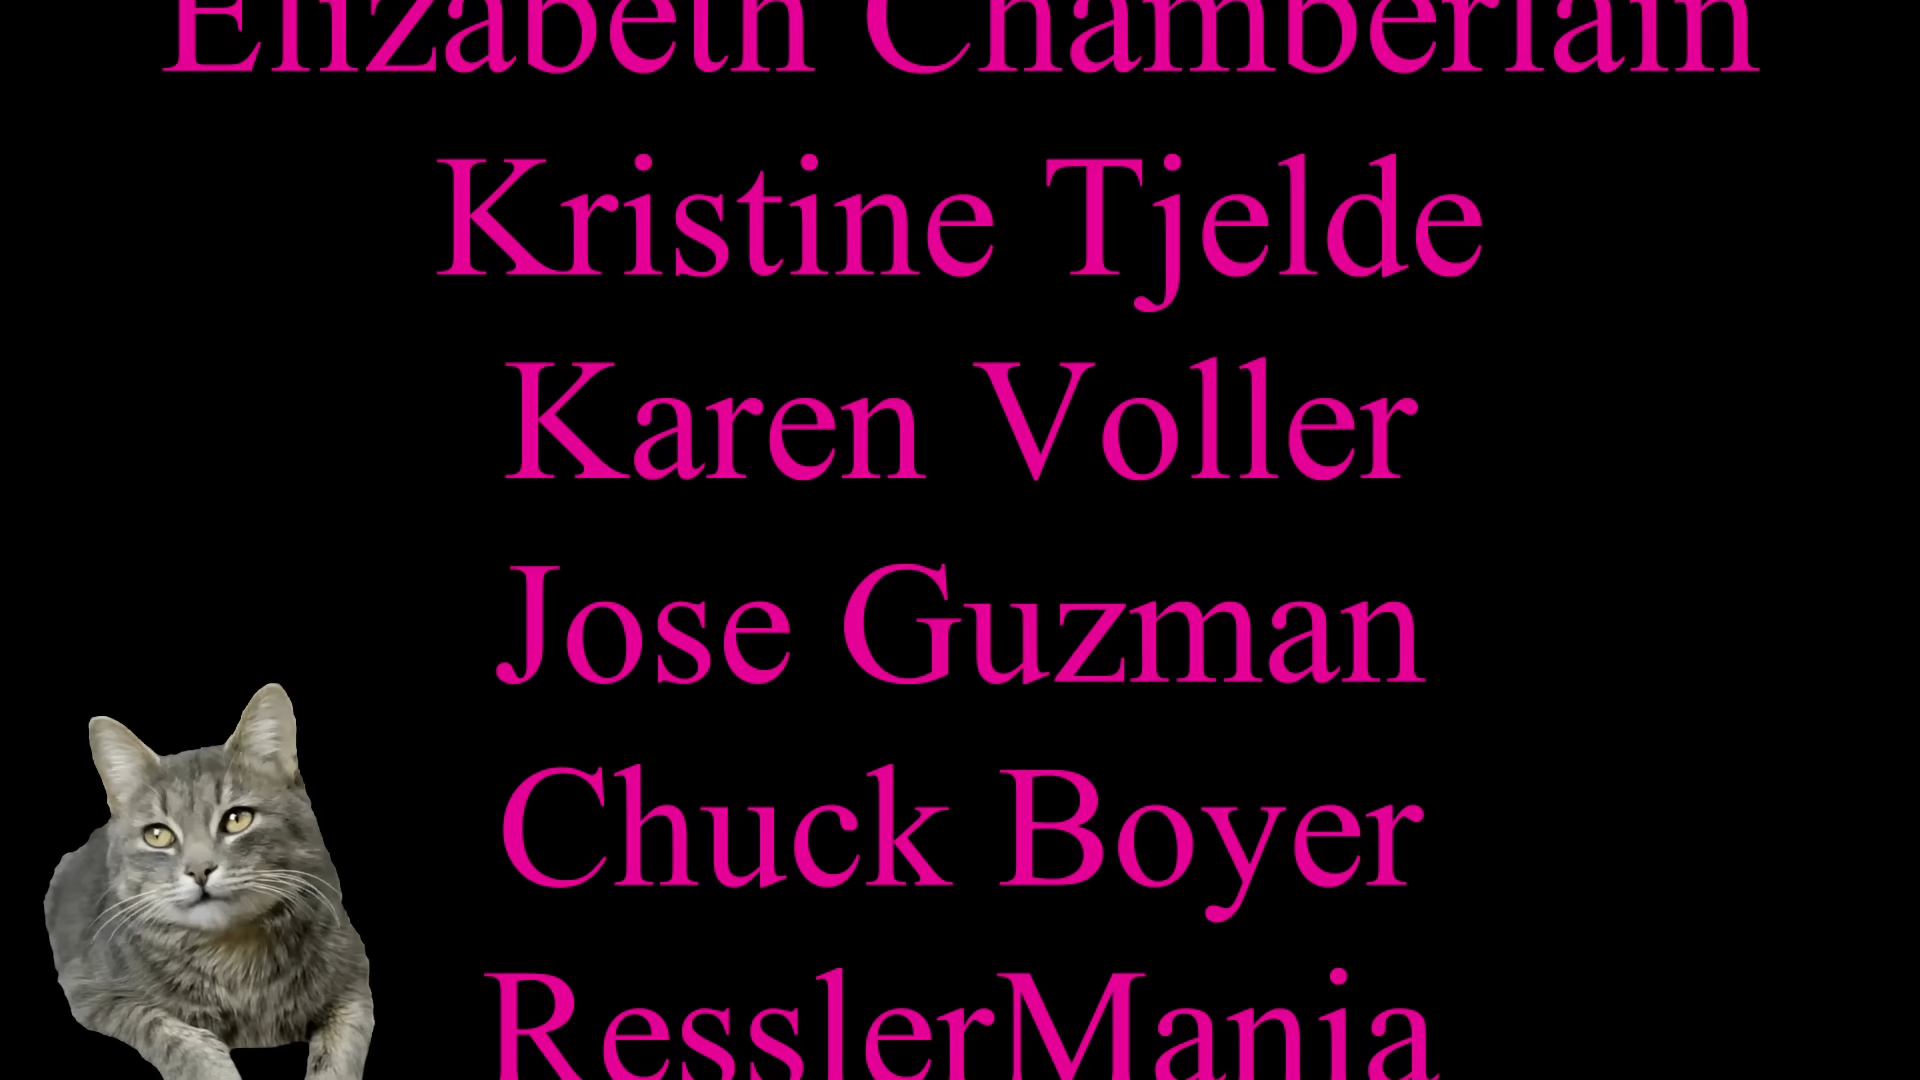 Elizabeth Chamberlain
Kristine Tjelde
Karen Voller
Jose Guzman
Chuck Boyer
ResslerMania